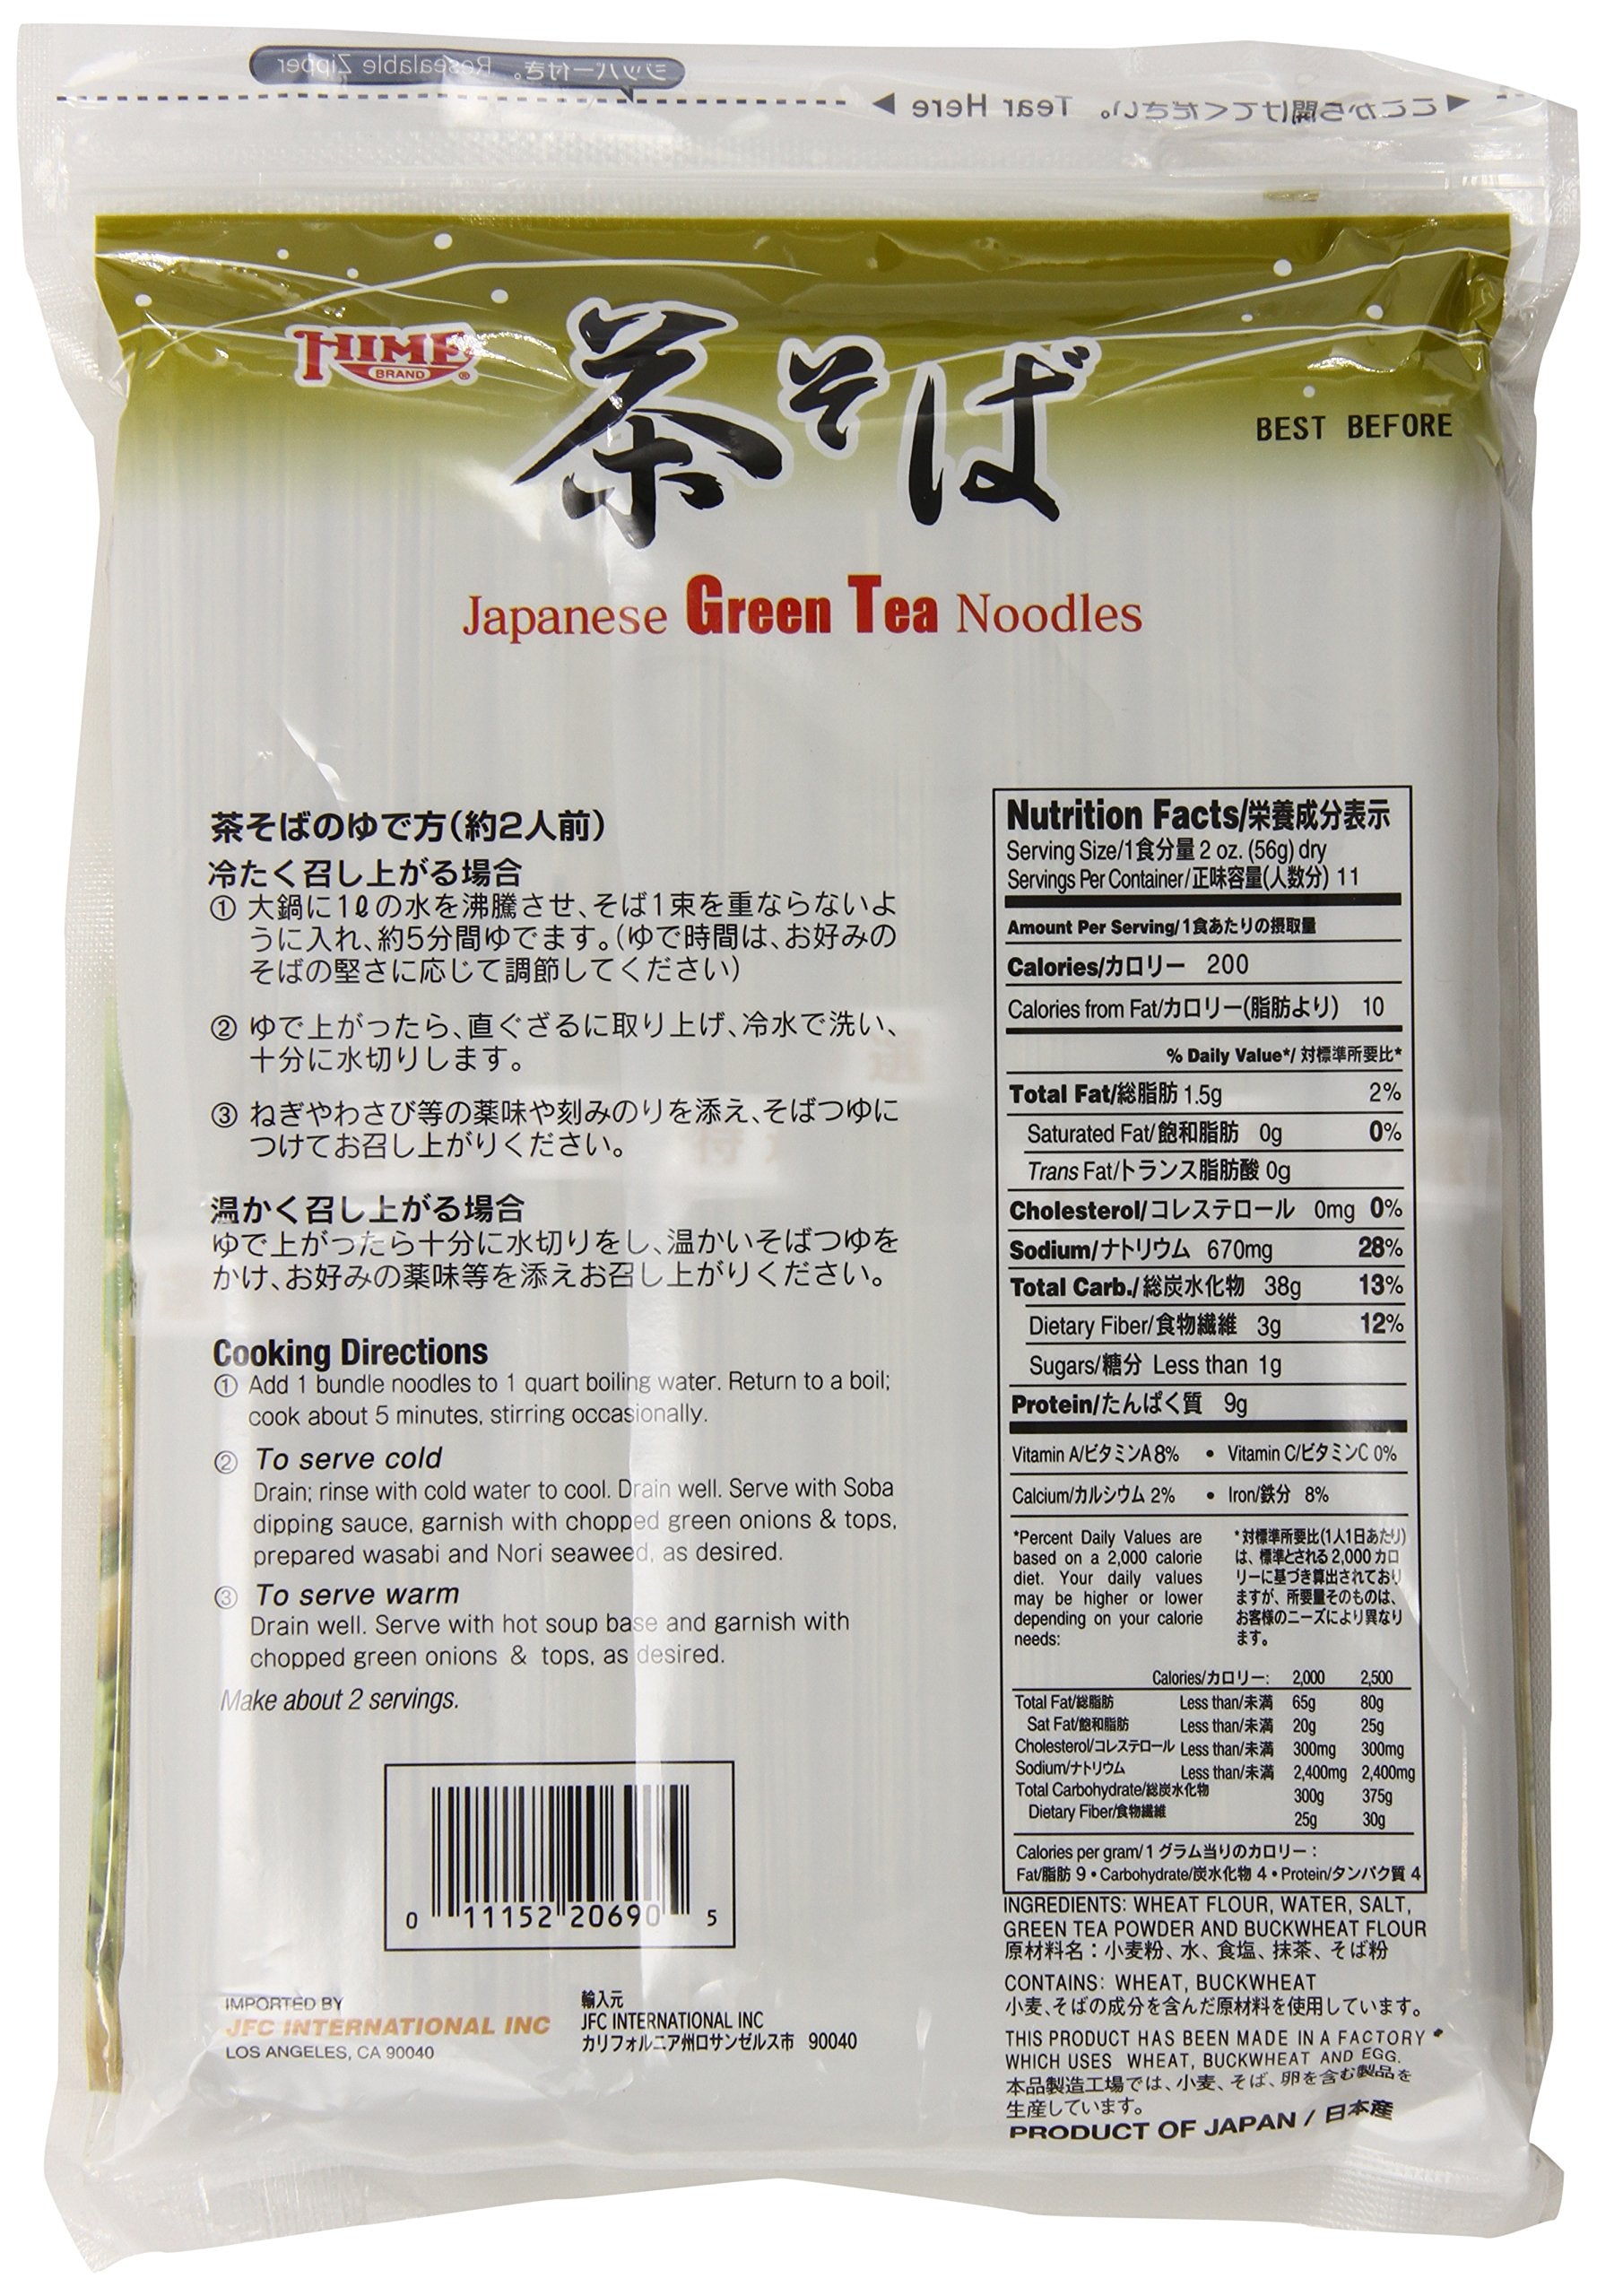 Resealable Zipper
ジッパー付き。
◀ ここから開けてください。 Tear Here ▶
HIME
BRAND ®
茶そば
BEST BEFORE
Japanese Green Tea Noodles
茶そばのゆで方(約2人前)
冷たく召し上がる場合
① 大鍋に1ℓの水を沸騰させ、そば1束を重ならないよ
うに入れ、約5分間ゆでます。(ゆで時間は、お好みの
そばの堅さに応じて調節してください)
② ゆで上がったら、直ぐざるに取り上げ、冷水で洗い、
十分に水切りします。
③ ねぎやわさび等の薬味や刻みのりを添え、そばつゆに
つけてお召し上がりください。
温かく召し上がる場合
ゆで上がったら十分に水切りをし、温かいそばつゆを
かけ、お好みの薬味等を添えお召し上がりください。
Cooking Directions
① Add 1 bundle noodles to 1 quart boiling water. Return to a boil;
cook about 5 minutes, stirring occasionally.
② To serve cold
Drain; rinse with cold water to cool. Drain well. Serve with Soba
dipping sauce, garnish with chopped green onions & tops,
prepared wasabi and Nori seaweed, as desired.
③ To serve warm
Drain well. Serve with hot soup base and garnish with
chopped green onions & tops, as desired.
Make about 2 servings.
0 11152 20690 5
IMPORTED BY
JFC INTERNATIONAL INC
LOS ANGELES, CA 90040
輸入元
JFC INTERNATIONAL INC
カリフォルニア州ロサンゼルス市 90040
Nutrition Facts/栄養成分表示
Serving Size/1食分量 2 oz. (56g) dry
Servings Per Container/正味容量(人数分) 11
Amount Per Serving/1食あたりの摂取量
Calories/カロリー 200
Calories from Fat/カロリー(脂肪より) 10
% Daily Value*/ 対標準所要比*
Total Fat/総脂肪 1.5g 2%
Saturated Fat/飽和脂肪 0g 0%
Trans Fat/トランス脂肪酸 0g
Cholesterol/コレステロール 0mg 0%
Sodium/ナトリウム 670mg 28%
Total Carb./総炭水化物 38g 13%
Dietary Fiber/食物繊維 3g 12%
Sugars/糖分 Less than 1g
Protein/たんぱく質 9g
Vitamin A/ビタミンA 8% • Vitamin C/ビタミンC 0%
Calcium/カルシウム 2% • Iron/鉄分 8%
*Percent Daily Values are
based on a 2,000 calorie
diet. Your daily values
may be higher or lower
depending on your calorie
needs:
*対標準所要比(1人1日あたり)
は、標準とされる2,000カロ
リーに基づき算出されており
ますが、所要量そのものは、
お客様のニーズにより異なり
ます。
Calories/カロリー: 2,000 2,500
Total Fat/総脂肪 Less than/未満 65g 80g
Sat Fat/飽和脂肪 Less than/未満 20g 25g
Cholesterol/コレステロール Less than/未満 300mg 300mg
Sodium/ナトリウム Less than/未満 2,400mg 2,400mg
Total Carbohydrate/総炭水化物 300g 375g
Dietary Fiber/食物繊維 25g 30g
Calories per gram/1 グラム当りのカロリー:
Fat/脂肪 9 • Carbohydrate/炭水化物 4 • Protein/タンパク質 4
INGREDIENTS: WHEAT FLOUR, WATER, SALT,
GREEN TEA POWDER AND BUCKWHEAT FLOUR
原材料名:小麦粉、水、食塩、抹茶、そば粉
CONTAINS: WHEAT, BUCKWHEAT
小麦、そばの成分を含んだ原材料を使用しています。
THIS PRODUCT HAS BEEN MADE IN A FACTORY
WHICH USES WHEAT, BUCKWHEAT AND EGG.
本品製造工場では、小麦、そば、卵を含む製品を
生産しています。
PRODUCT OF JAPAN / 日本産